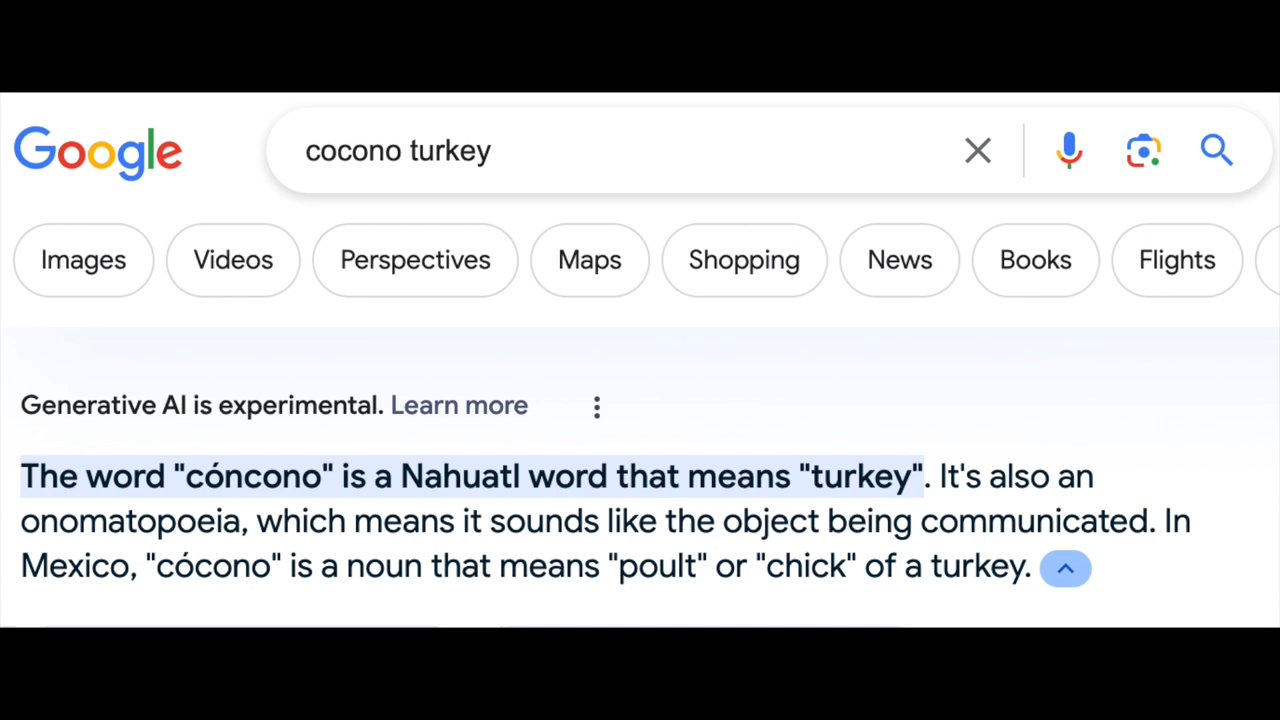 Google
cocono turkey
Images Videos Perspectives Maps Shopping News Books Flights
Generative AI is experimental. Learn more
The word "cóncono" is a Nahuatl word that means "turkey". It's also an
onomatopoeia, which means it sounds like the object being communicated. In
Mexico, "cócono" is a noun that means "poult" or "chick" of a turkey.